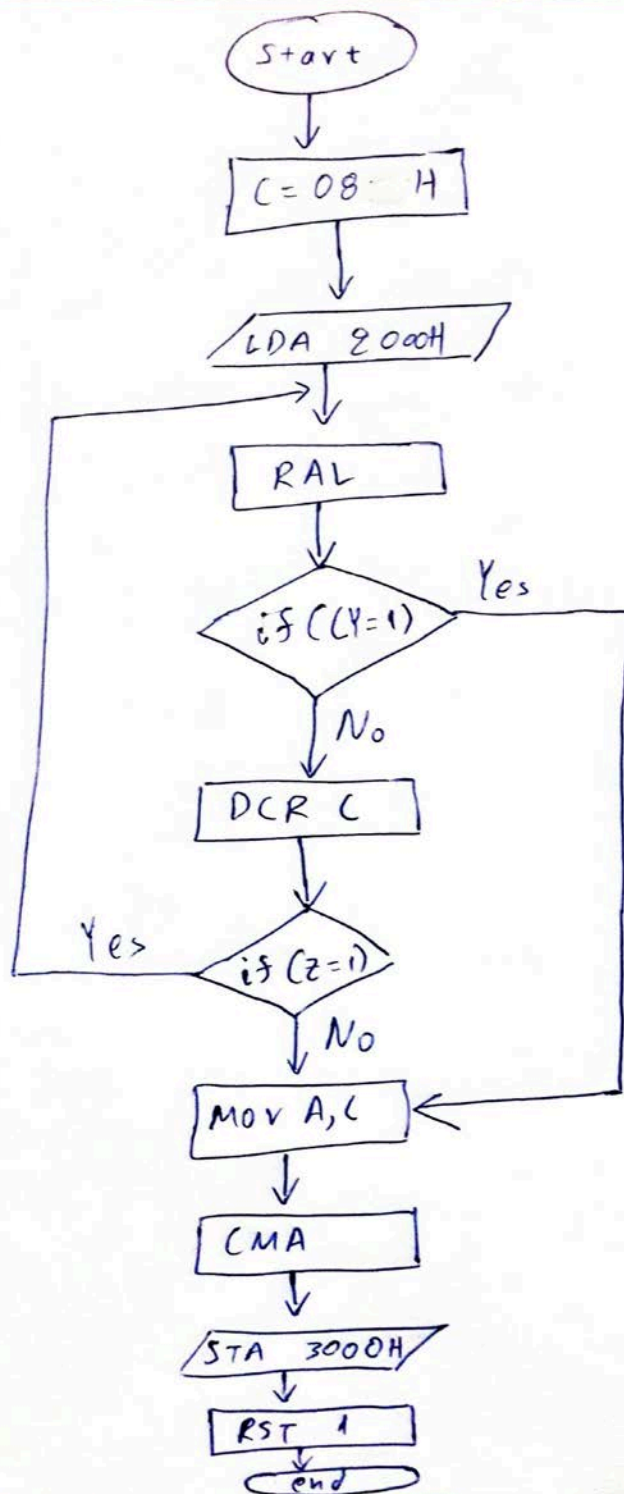 Start
C=08 H
LDA 2000H
RAL
if (CY=1)
Yes
No
DCR C
if (Z=1)
Yes
No
MOV A,C
CMA
STA 3000H
RST 1
end